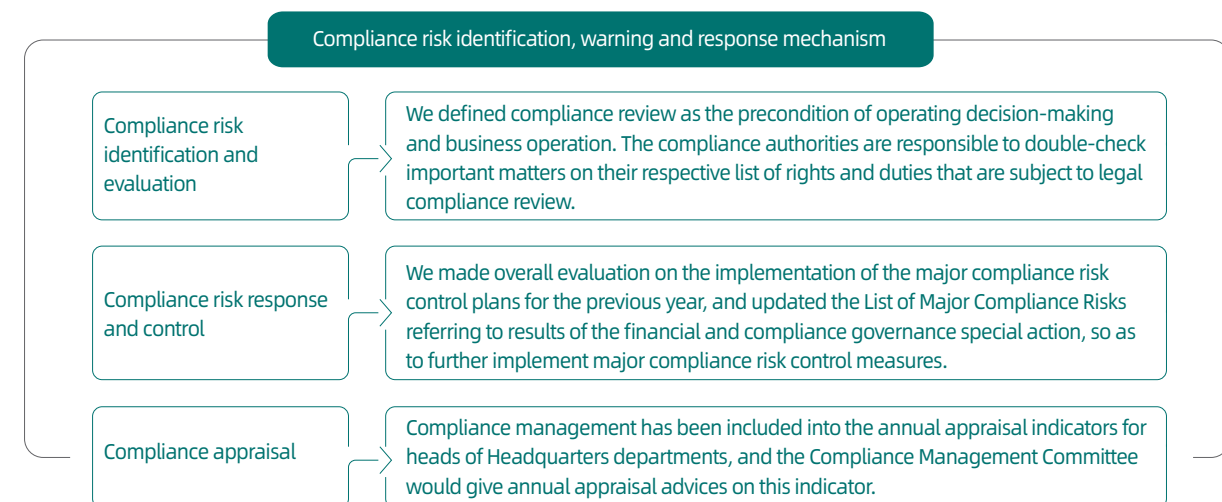 Compliance risk identification, warning and response mechanism
Compliance risk
identification and
evaluation
We defined compliance review as the precondition of operating decision-making
and business operation. The compliance authorities are responsible to double-check
important matters on their respective list of rights and duties that are subject to legal
compliance review.
Compliance risk response
and control
We made overall evaluation on the implementation of the major compliance risk
control plans for the previous year, and updated the List of Major Compliance Risks
referring to results of the financial and compliance governance special action, so as
to further implement major compliance risk control measures.
Compliance appraisal
Compliance management has been included into the annual appraisal indicators for
heads of Headquarters departments, and the Compliance Management Committee
would give annual appraisal advices on this indicator.